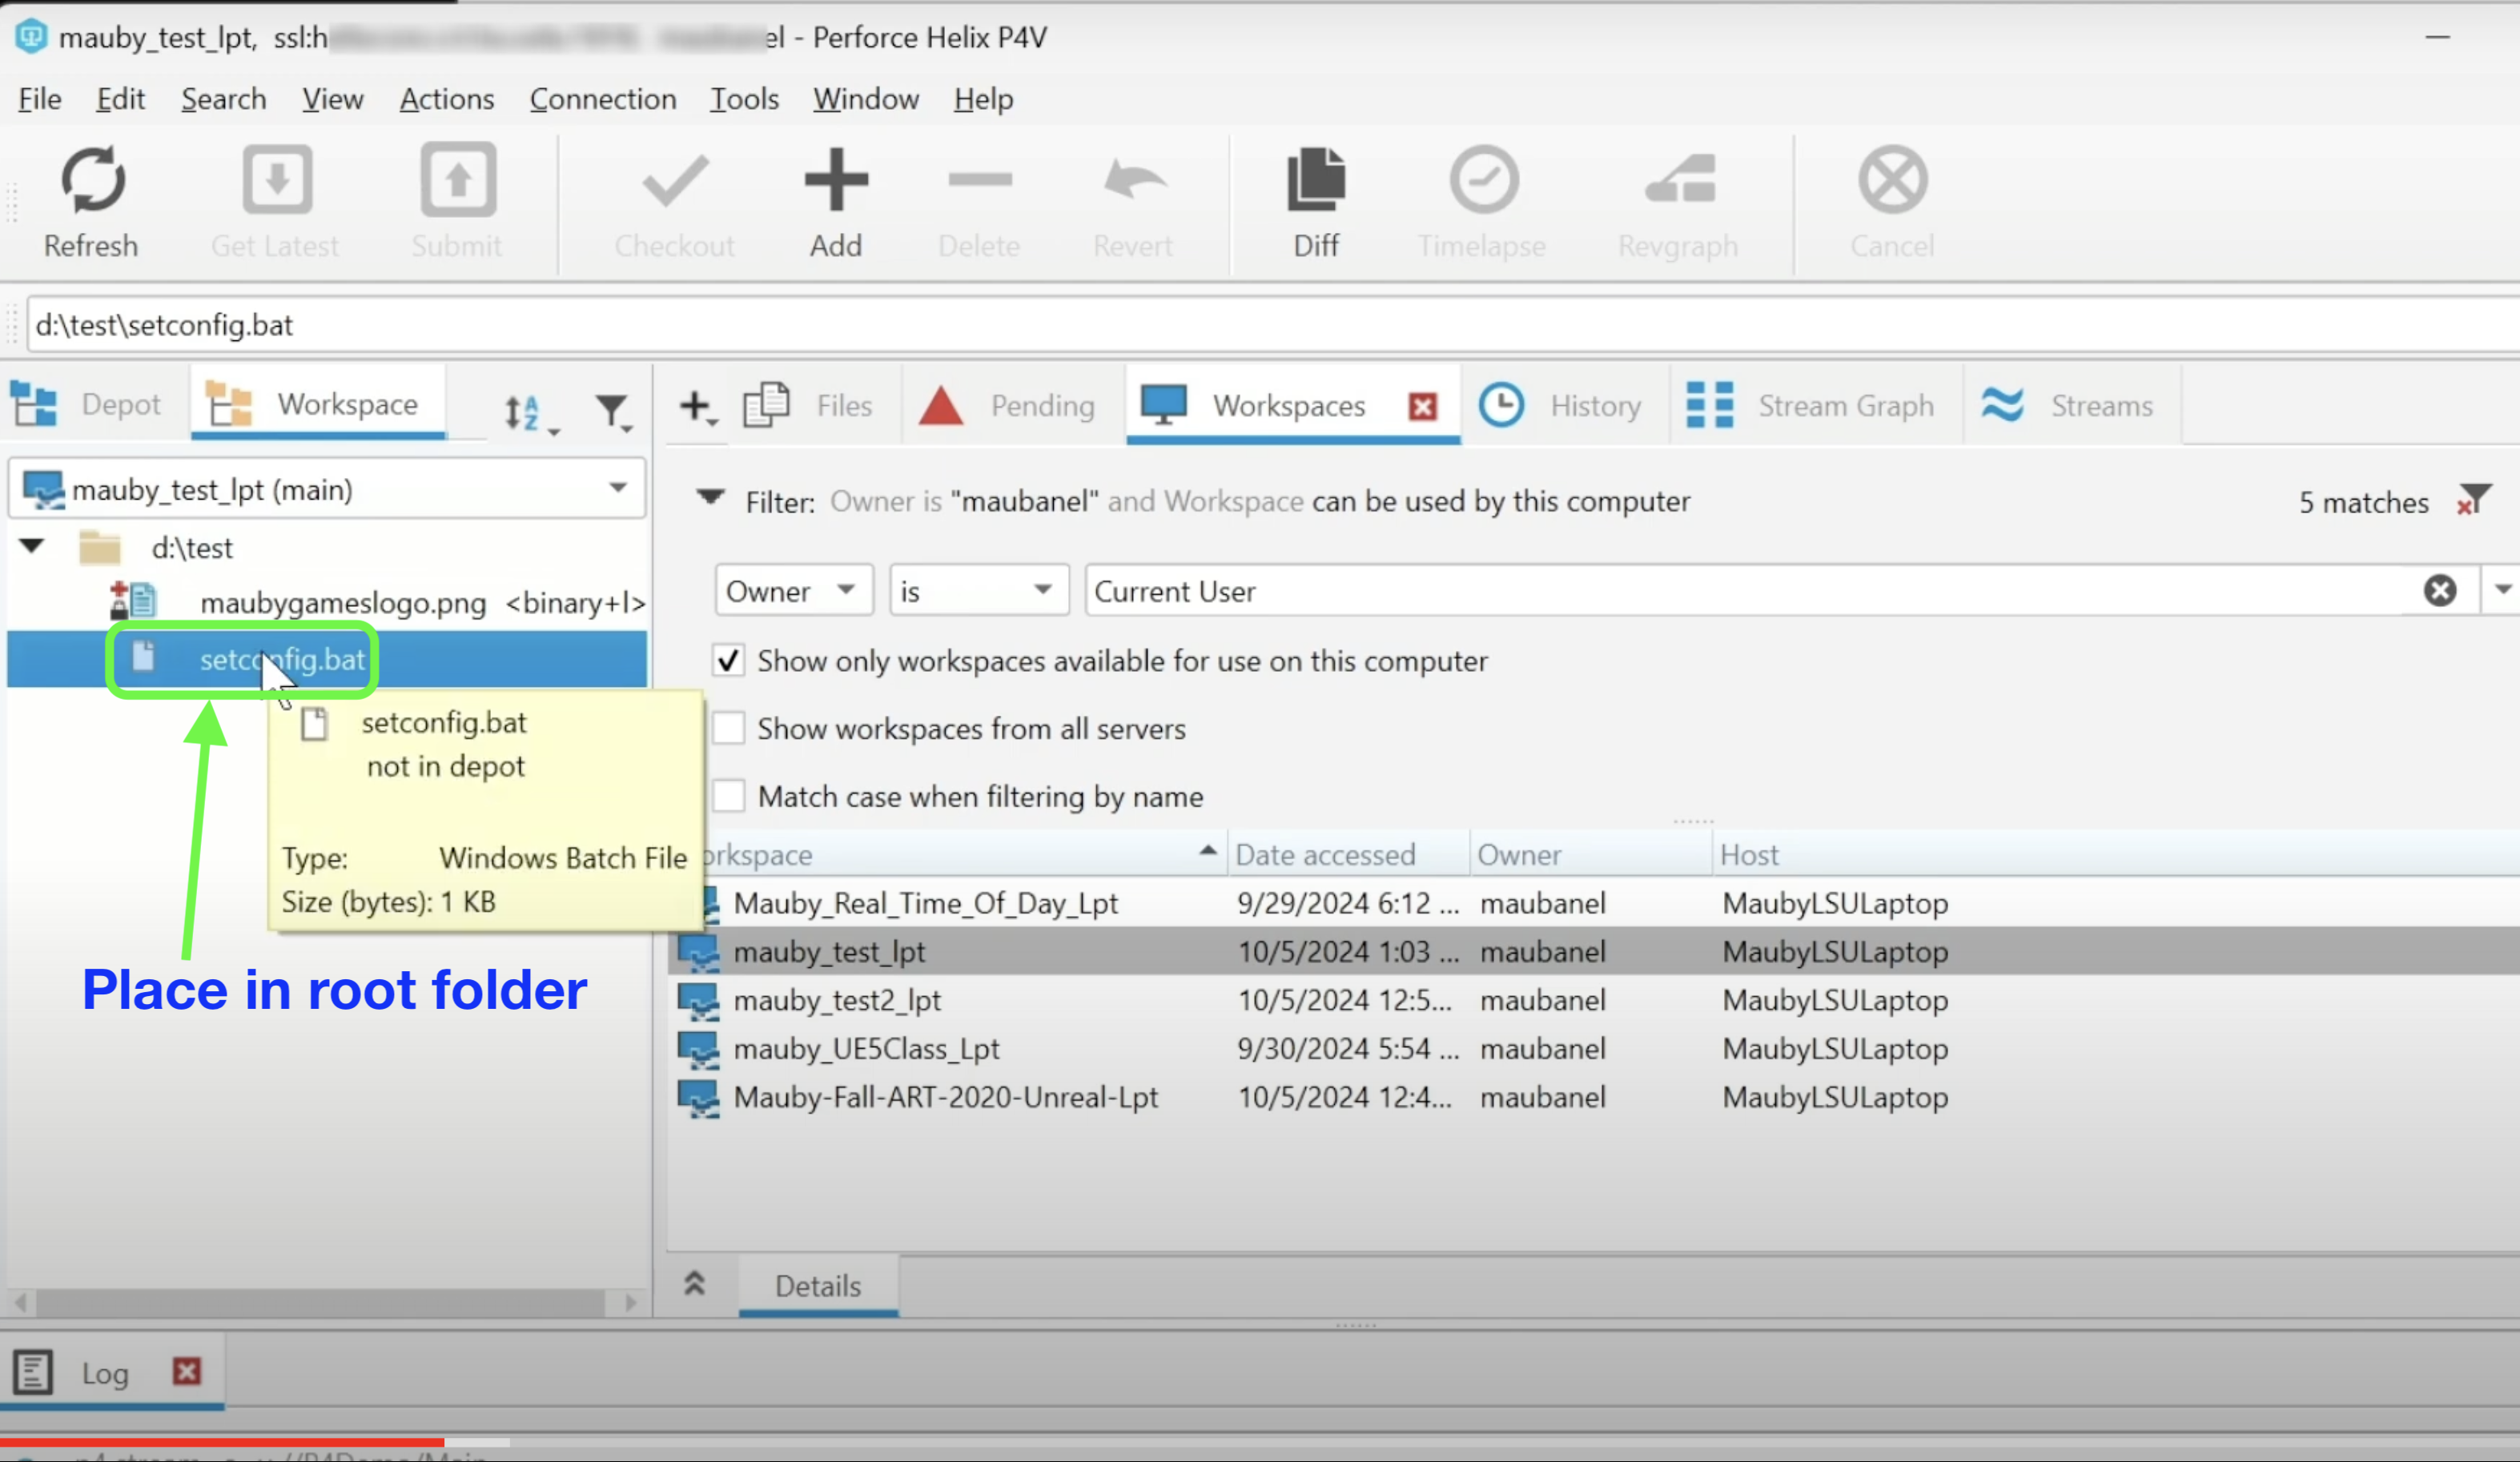 mauby_test_lpt, ssl:h el - Perforce Helix P4V
File Edit Search View Actions Connection Tools Window Help
Refresh Get Latest Submit Checkout Add Delete Revert Diff Timelapse Revgraph Cancel
d:\test\setconfig.bat
Depot Workspace Files Pending Workspaces History Stream Graph Streams
mauby_test_lpt (main)
d:\test
maubygameslogo.png <binary+l>
setconfig.bat
setconfig.bat
not in depot
Type: Windows Batch File
Size (bytes): 1 KB
Place in root folder
Filter: Owner is "maubanel" and Workspace can be used by this computer 5 matches
Owner is Current User
Show only workspaces available for use on this computer
Show workspaces from all servers
Match case when filtering by name
orkspace Date accessed Owner Host
Mauby_Real_Time_Of_Day_Lpt 9/29/2024 6:12 ... maubanel MaubyLSULaptop
mauby_test_lpt 10/5/2024 1:03 ... maubanel MaubyLSULaptop
mauby_test2_lpt 10/5/2024 12:5... maubanel MaubyLSULaptop
mauby_UE5Class_Lpt 9/30/2024 5:54 ... maubanel MaubyLSULaptop
Mauby-Fall-ART-2020-Unreal-Lpt 10/5/2024 12:4... maubanel MaubyLSULaptop
Details
Log